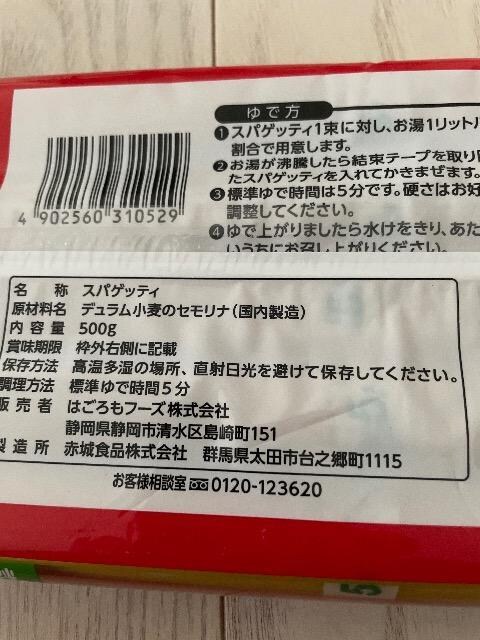 ゆで方
❶スパゲッティ1束に対し、お湯1リット
割合で用意します。
❷お湯が沸騰したら結束テープを取り
たスパゲッティを入れてかきまぜます。
❸標準ゆで時間は5分です。硬さはお好
調整してください。
❹ゆで上がりましたら水けをきり、あた
いうちにお召し上がりください。
4 902560 310529
名称 スパゲッティ
原材料名 デュラム小麦のセモリナ(国内製造)
内容量 500g
賞味期限 枠外右側に記載
保存方法 高温多湿の場所、直射日光を避けて保存してください。
調理方法 標準ゆで時間5分
販売者 はごろもフーズ株式会社
静岡県静岡市清水区島崎町151
製造所 赤城食品株式会社 群馬県太田市台之郷町1115
お客様相談室 0120-123620
5